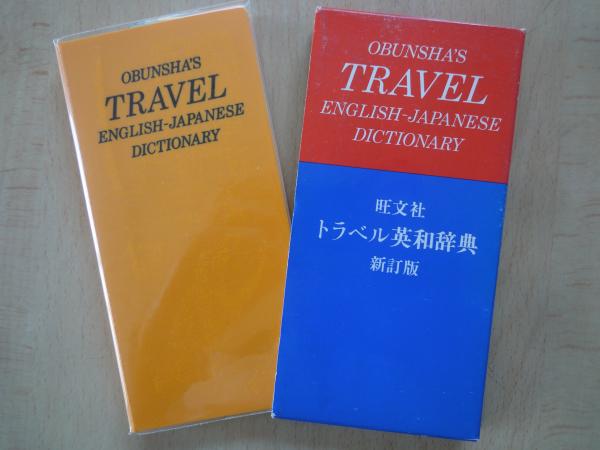 OBUNSHA'S
TRAVEL
ENGLISH-JAPANESE
DICTIONARY
OBUNSHA'S
TRAVEL
ENGLISH-JAPANESE
DICTIONARY
旺文社
トラベル英和辞典
新訂版